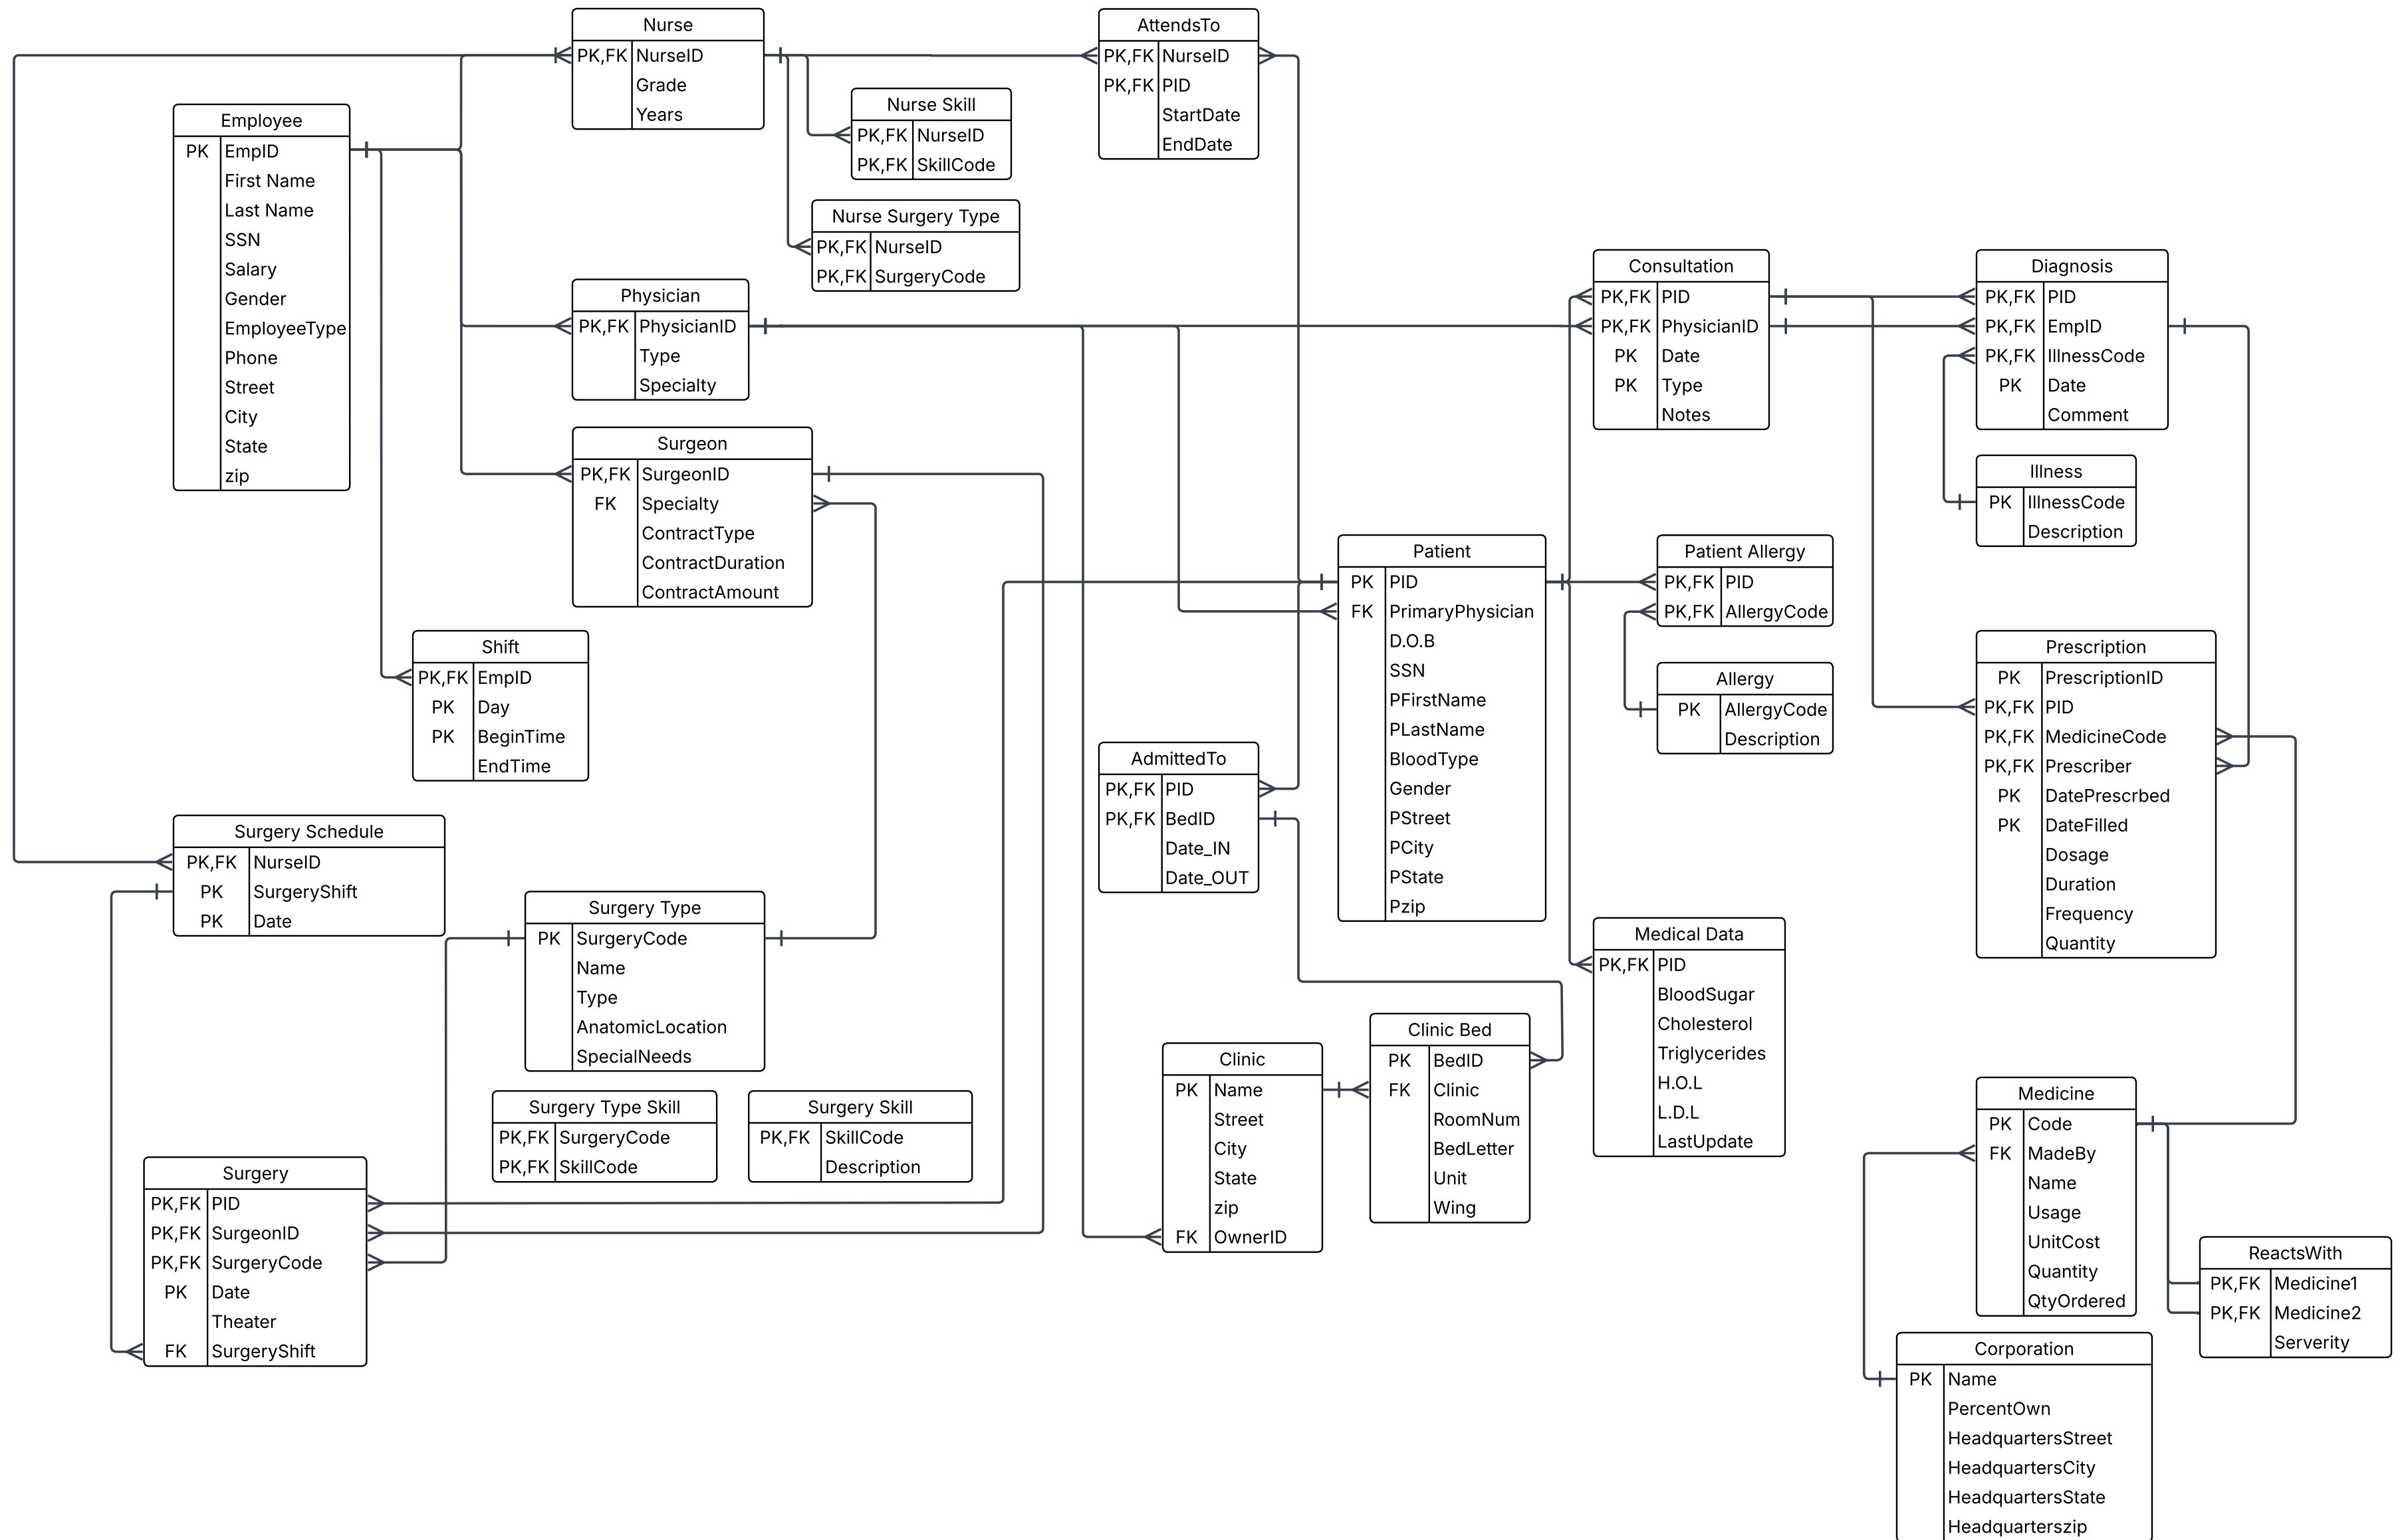 Nurse
PK,FK NurseID
Grade
Years
AttendsTo
PK,FK NurseID
PK,FK PID
StartDate
EndDate
Nurse Skill
PK,FK NurseID
PK,FK SkillCode
Employee
PK EmpID
First Name
Last Name
SSN
Salary
Gender
EmployeeType
Phone
Street
City
State
zip
Nurse Surgery Type
PK,FK NurseID
PK,FK SurgeryCode
Physician
PK,FK PhysicianID
Type
Specialty
Consultation
PK,FK PID
PK,FK PhysicianID
PK Date
PK Type
Notes
Diagnosis
PK,FK PID
PK,FK EmpID
PK,FK IllnessCode
PK Date
Comment
Surgeon
PK,FK SurgeonID
FK Specialty
ContractType
ContractDuration
ContractAmount
Illness
PK IllnessCode
Description
Patient
PK PID
FK PrimaryPhysician
D.O.B
SSN
PFirstName
PLastName
BloodType
Gender
PStreet
PCity
PState
Pzip
Patient Allergy
PK,FK PID
PK,FK AllergyCode
Shift
PK,FK EmpID
PK Day
PK BeginTime
EndTime
Allergy
PK AllergyCode
Description
Prescription
PK PrescriptionID
PK,FK PID
PK,FK MedicineCode
PK,FK Prescriber
PK DatePrescrbed
PK DateFilled
Dosage
Duration
Frequency
Quantity
AdmittedTo
PK,FK PID
PK,FK BedID
Date_IN
Date_OUT
Surgery Schedule
PK,FK NurseID
PK SurgeryShift
PK Date
Surgery Type
PK SurgeryCode
Name
Type
AnatomicLocation
SpecialNeeds
Medical Data
PK,FK PID
BloodSugar
Cholesterol
Triglycerides
H.O.L
L.D.L
LastUpdate
Clinic
PK Name
Street
City
State
zip
FK OwnerID
Clinic Bed
PK BedID
FK Clinic
RoomNum
BedLetter
Unit
Wing
Surgery Type Skill
PK,FK SurgeryCode
PK,FK SkillCode
Surgery Skill
PK,FK SkillCode
Description
Medicine
PK Code
FK MadeBy
Name
Usage
UnitCost
Quantity
QtyOrdered
Surgery
PK,FK PID
PK,FK SurgeonID
PK,FK SurgeryCode
PK Date
Theater
FK SurgeryShift
ReactsWith
PK,FK Medicine1
PK,FK Medicine2
Serverity
Corporation
PK Name
PercentOwn
HeadquartersStreet
HeadquartersCity
HeadquartersState
Headquarterszip